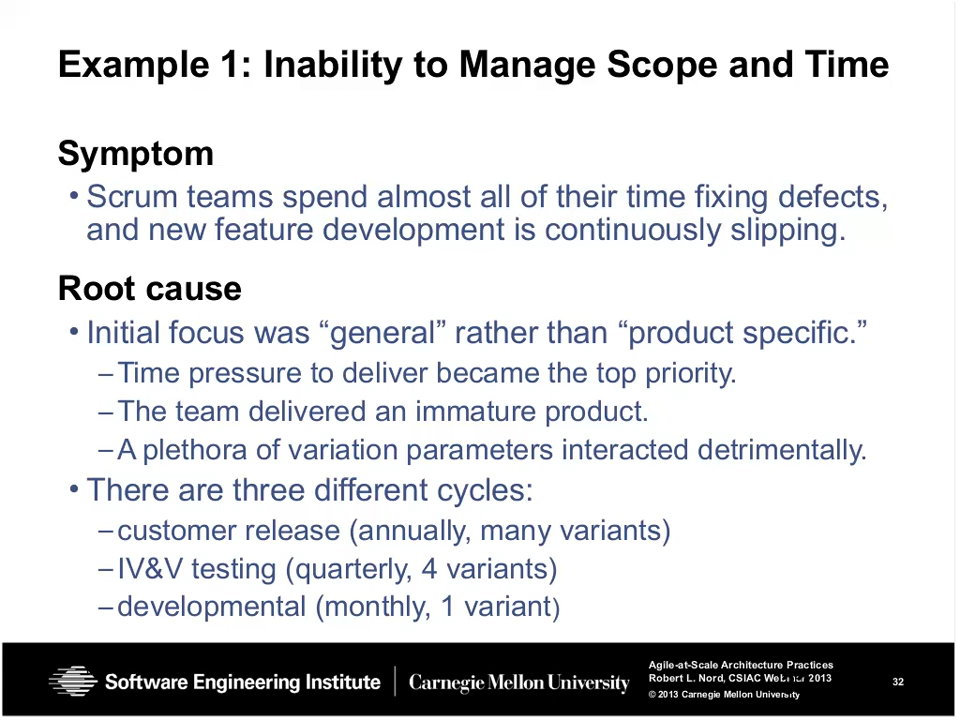 Example 1: Inability to Manage Scope and Time
Symptom
• Scrum teams spend almost all of their time fixing defects,
and new feature development is continuously slipping.
Root cause
• Initial focus was “general” rather than “product specific.”
–Time pressure to deliver became the top priority.
–The team delivered an immature product.
–A plethora of variation parameters interacted detrimentally.
• There are three different cycles:
–customer release (annually, many variants)
–IV&V testing (quarterly, 4 variants)
–developmental (monthly, 1 variant)
Software Engineering Institute
Carnegie Mellon University
Agile-at-Scale Architecture Practices
Robert L. Nord, CSIAC 2013
© 2013 Carnegie Mellon University
32